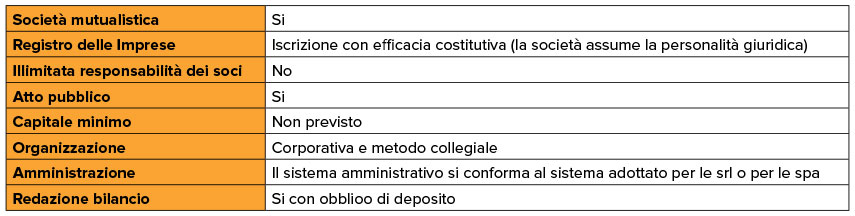 Società mutualistica Si
Registro delle Imprese Iscrizione con efficacia costitutiva (la società assume la personalità giuridica)
Illimitata responsabilità dei soci No
Atto pubblico Si
Capitale minimo Non previsto
Organizzazione Corporativa e metodo collegiale
Amministrazione Il sistema amministrativo si conforma al sistema adottato per le srl o per le spa
Redazione bilancio Si con obblioo di deposito